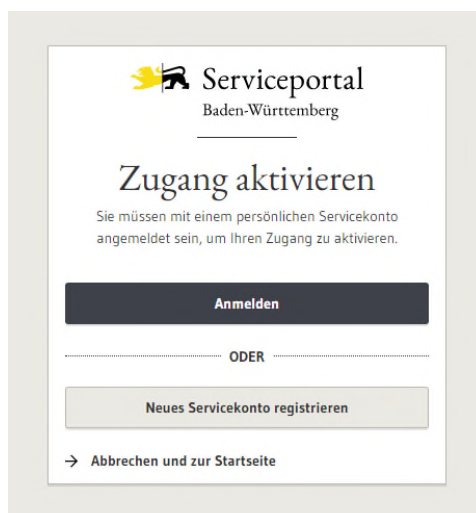 Serviceportal
Baden-Württemberg
Zugang aktivieren
Sie müssen mit einem persönlichen Servicekonto
angemeldet sein, um Ihren Zugang zu aktivieren.
Anmelden
ODER
Neues Servicekonto registrieren
→ Abbrechen und zur Startseite